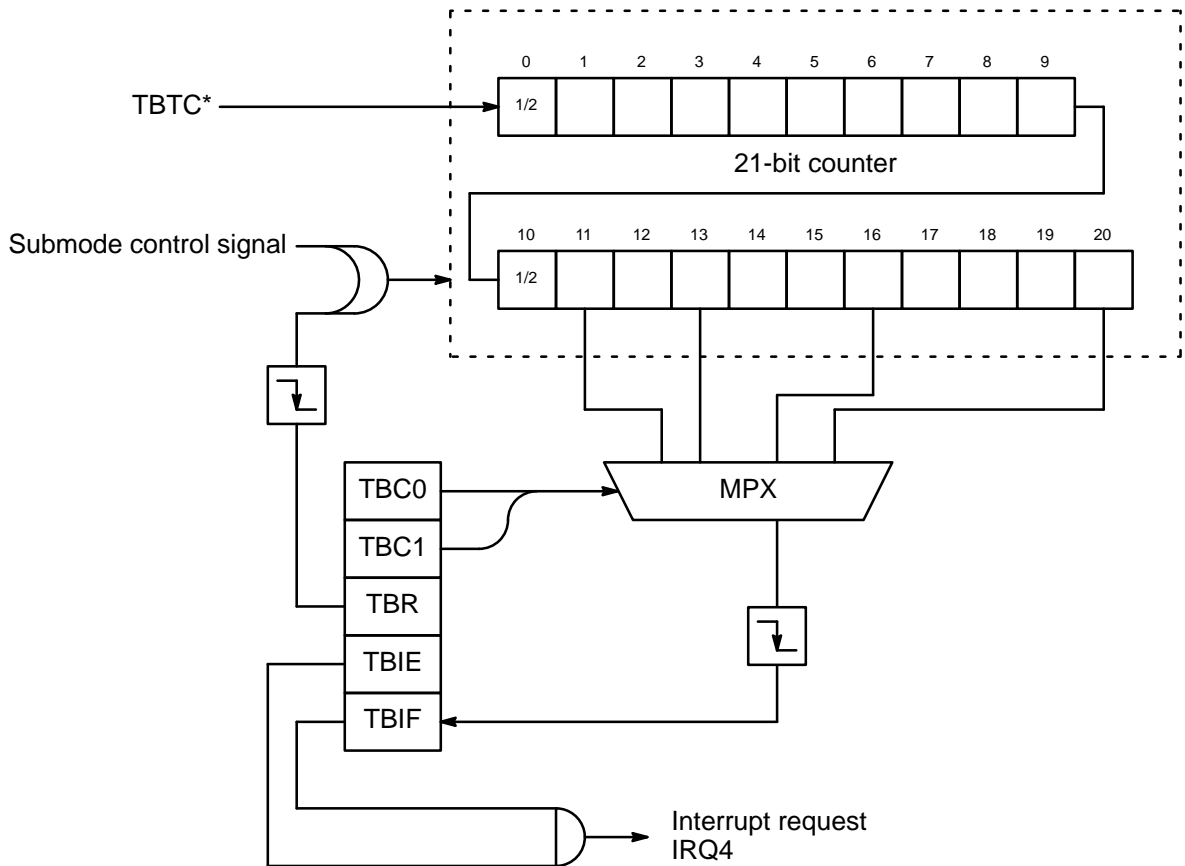 0 1 2 3 4 5 6 7 8 9
TBTC*
1/2
21-bit counter
Submode control signal
10 11 12 13 14 15 16 17 18 19 20
1/2
TBC0
MPX
TBC1
TBR
TBIE
TBIF
Interrupt request
IRQ4